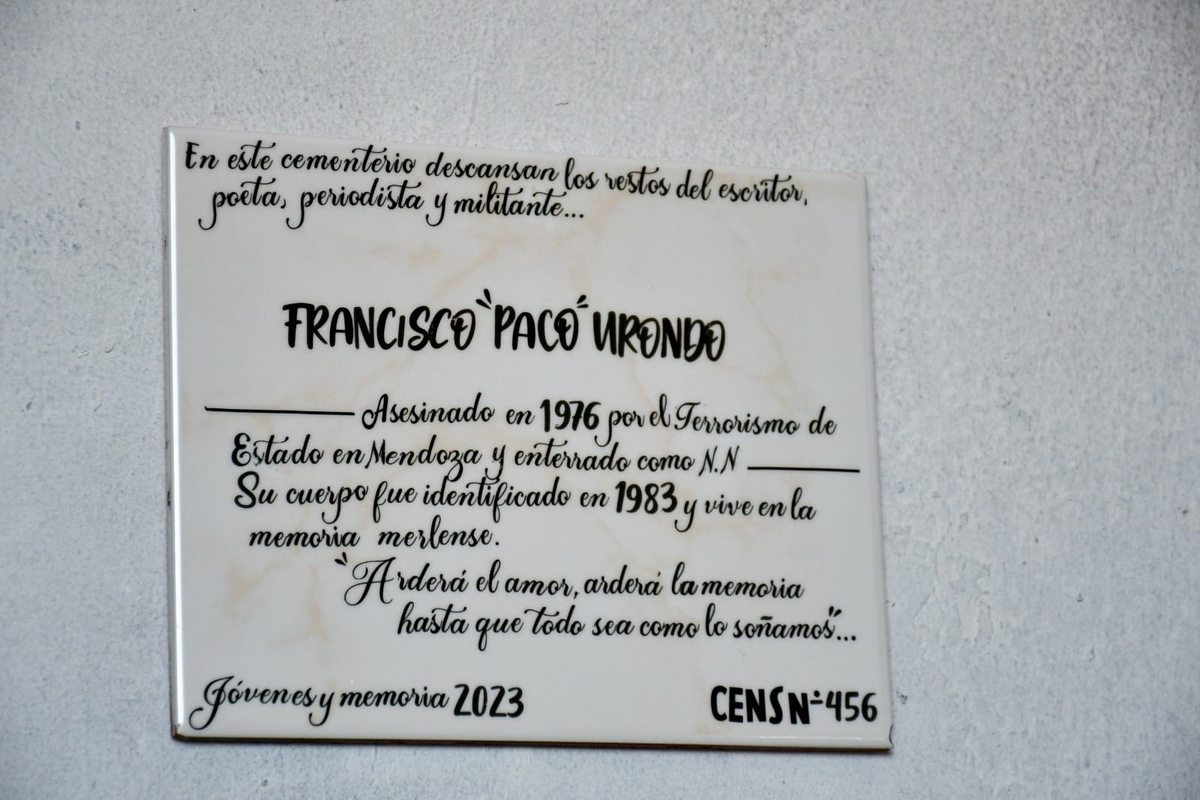 En este cementerio descansan los restos del escritor,
poeta, periodista y militante...
FRANCISCO "PACO" URONDO
Asesinado en 1976 por el Terrorismo de
Estado en Mendoza y enterrado como N.N
Su cuerpo fue identificado en 1983 y vive en la
memoria merlense.
"Arderá el amor, arderá la memoria
hasta que todo sea como lo soñamos"...
Jóvenes y memoria 2023
CENS Nº 456